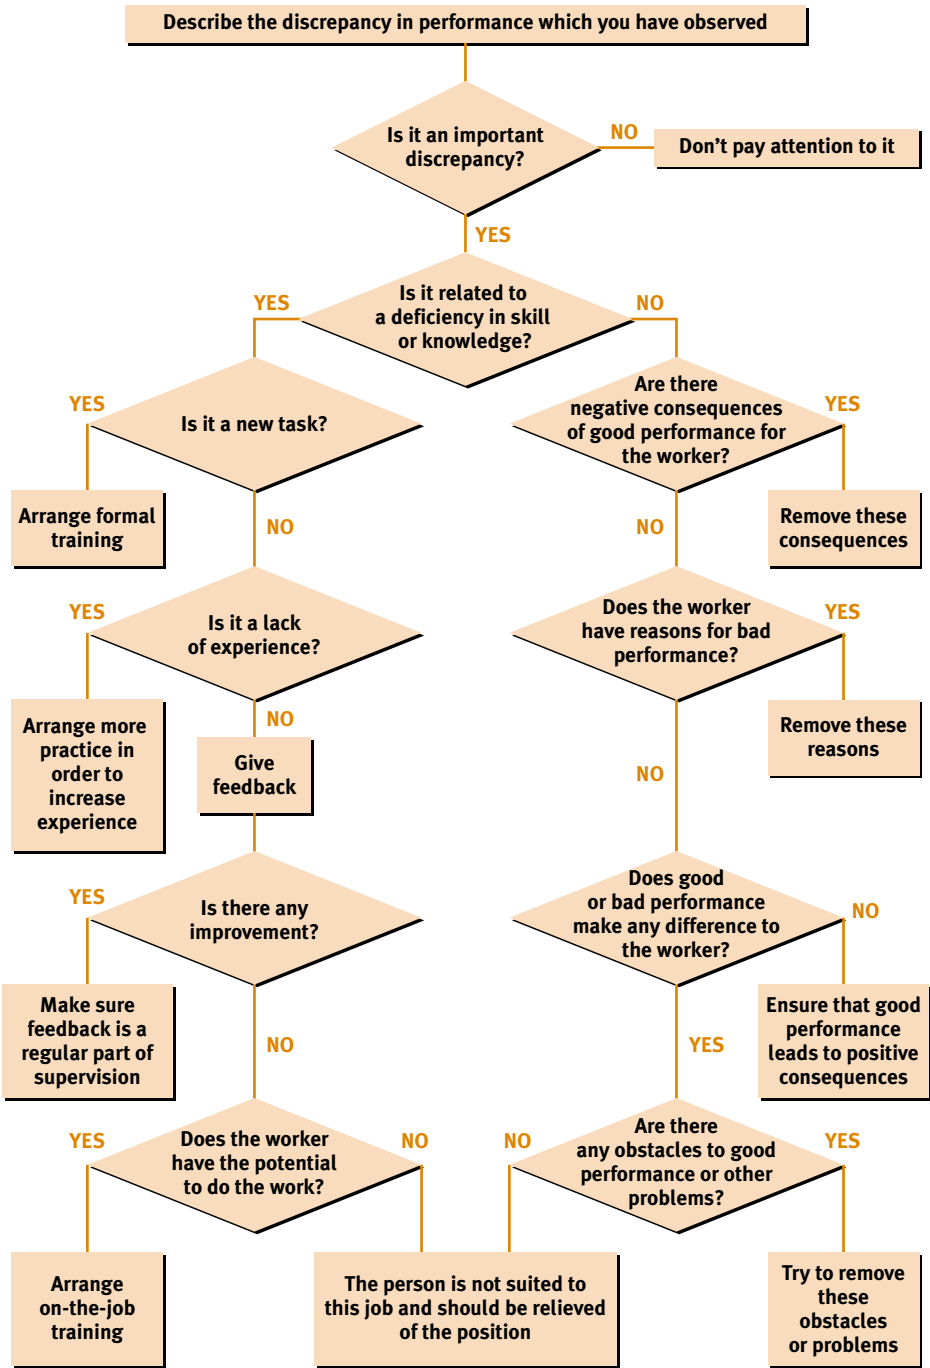 Describe the discrepancy in performance which you have observed
Is it an important
discrepancy?
NO
Don’t pay attention to it
YES
Is it related to
a deficiency in skill
or knowledge?
YES
NO
Is it a new task?
YES
Arrange formal
training
NO
Are there
negative consequences
of good performance for
the worker?
YES
Remove these
consequences
NO
Is it a lack
of experience?
YES
Arrange more
practice in
order to
increase
experience
NO
Give
feedback
Does the worker
have reasons for bad
performance?
YES
Remove these
reasons
NO
Is there any
improvement?
YES
Make sure
feedback is a
regular part of
supervision
NO
Does good
or bad performance
make any difference to
the worker?
NO
Ensure that good
performance
leads to positive
consequences
YES
Does the worker
have the potential
to do the work?
YES
NO
Arrange
on-the-job
training
Are there
any obstacles to good
performance or other
problems?
NO
YES
The person is not suited to
this job and should be relieved
of the position
Try to remove
these
obstacles
or problems